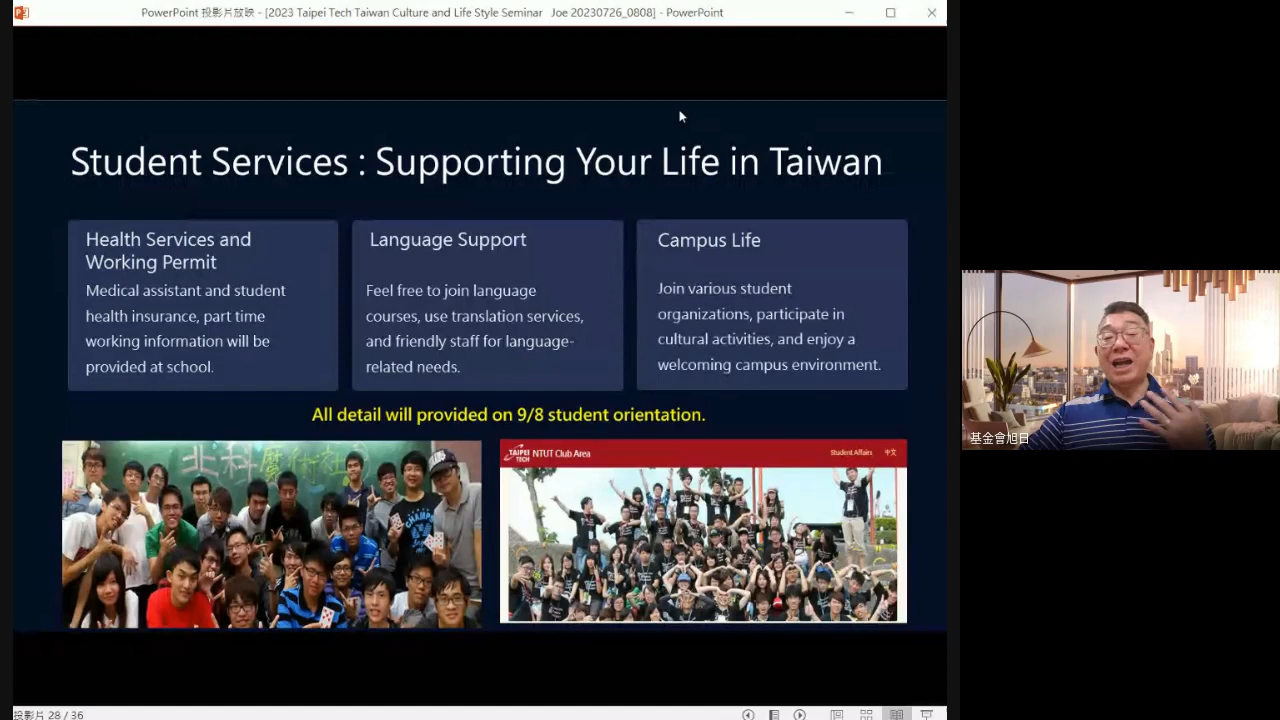 PowerPoint 投影片放映 - [2023 Taipei Tech Taiwan Culture and Life Style Seminar Joe 20230726_0808] - PowerPoint
Student Services : Supporting Your Life in Taiwan
Health Services and
Working Permit
Medical assistant and student
health insurance, part time
working information will be
provided at school.
Language Support
Feel free to join language
courses, use translation services,
and friendly staff for language-
related needs.
Campus Life
Join various student
organizations, participate in
cultural activities, and enjoy a
welcoming campus environment.
All detail will provided on 9/8 student orientation.
TAIPEI
TECH
NTUT Club Area
Student Affairs
中文
基金會旭日
投影片 28 / 36